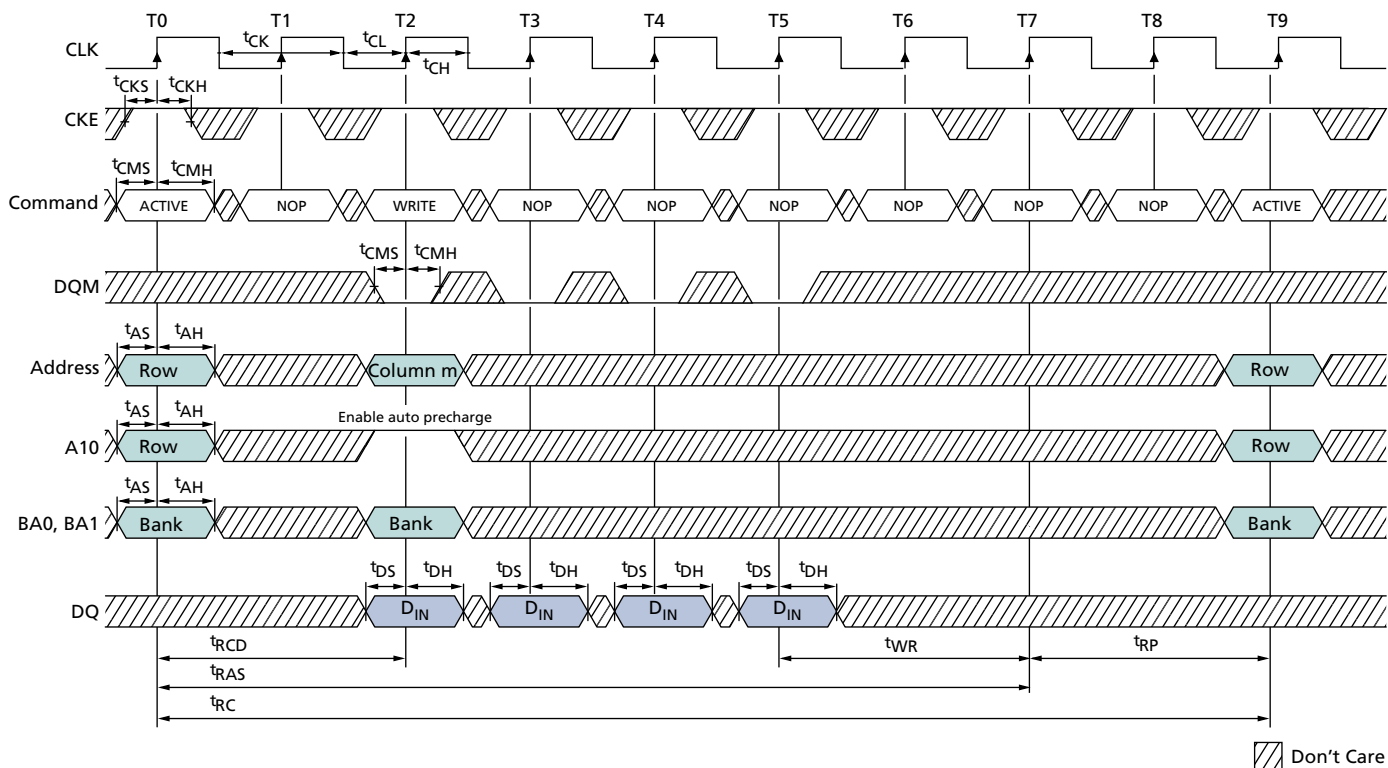 T0 T1 T2 T3 T4 T5 T6 T7 T8 T9
CLK tCK tCL tCH
tCKS tCKH
CKE
tCMS tCMH
Command ACTIVE NOP WRITE NOP NOP NOP NOP NOP NOP ACTIVE
tCMS tCMH
DQM
tAS tAH
Address Row Column m Row
tAS tAH Enable auto precharge
A10 Row Row
tAS tAH
BA0, BA1 Bank Bank Bank
tDS tDH tDS tDH tDS tDH tDS tDH
DQ DIN DIN DIN DIN
tRCD tWR tRP
tRAS
tRC
Don't Care